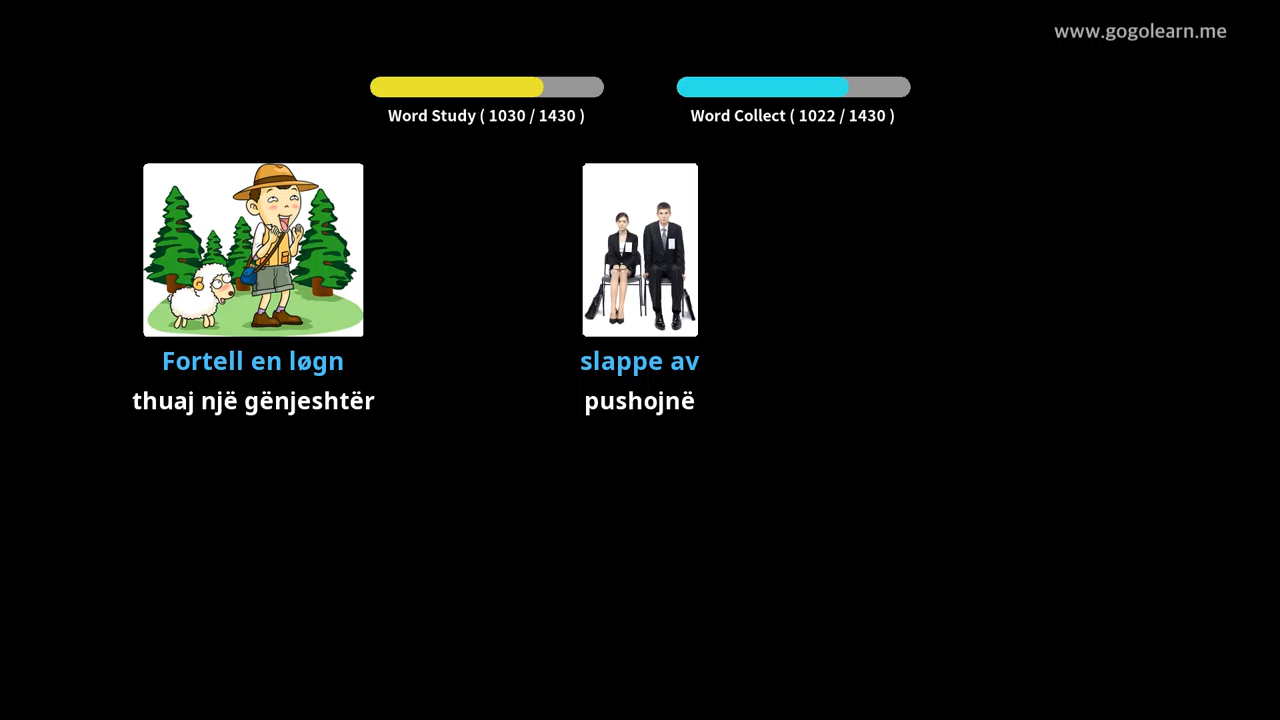 www.gogolearn.me
Word Study ( 1030 / 1430 )
Word Collect ( 1022 / 1430 )
Fortell en løgn
thuaj një gënjeshtër
slappe av
pushojnë